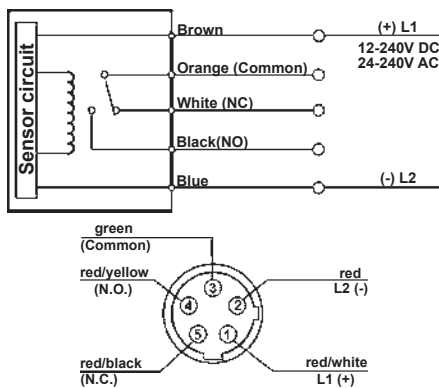 Brown
(+) L1
12-240V DC
24-240V AC
Orange (Common)
White (NC)
Black(NO)
Blue
(-) L2
Sensor circuit
green
(Common)
red/yellow
(N.O.)
red
L2 (-)
red/black
(N.C.)
red/white
L1 (+)
3
4
2
5
1